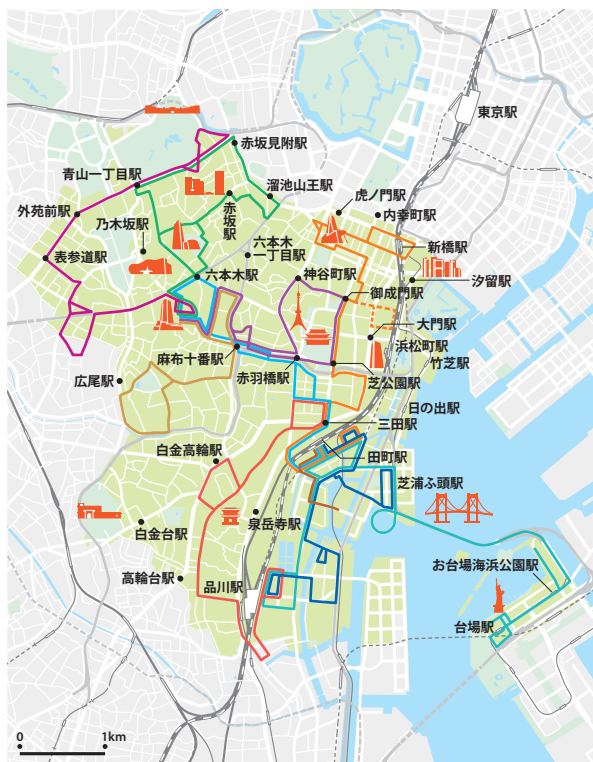 東京駅
赤坂見附駅
青山一丁目駅
溜池山王駅
虎ノ門駅
外苑前駅
赤坂駅
内幸町駅
乃木坂駅
六本木
一丁目駅
新橋駅
表参道駅
六本木駅
神谷町駅
汐留駅
御成門駅
大門駅
浜松町駅
麻布十番駅
竹芝駅
赤羽橋駅
広尾駅
芝公園駅
日の出駅
三田駅
白金高輪駅
田町駅
芝浦ふ頭駅
泉岳寺駅
白金台駅
お台場海浜公園駅
高輪台駅
品川駅
台場駅
0
1km